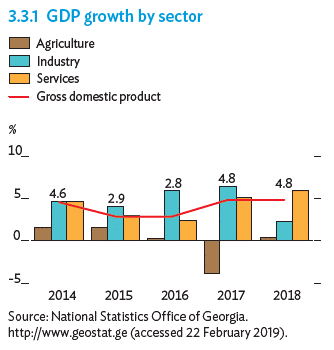 3.3.1 GDP growth by sector
Agriculture
Industry
Services
Gross domestic product
%
10
5
0
-5
4.6
2.9
2.8
4.8
4.8
2014 2015 2016 2017 2018
Source: National Statistics Office of Georgia.
http://www.geostat.ge (accessed 22 February 2019).